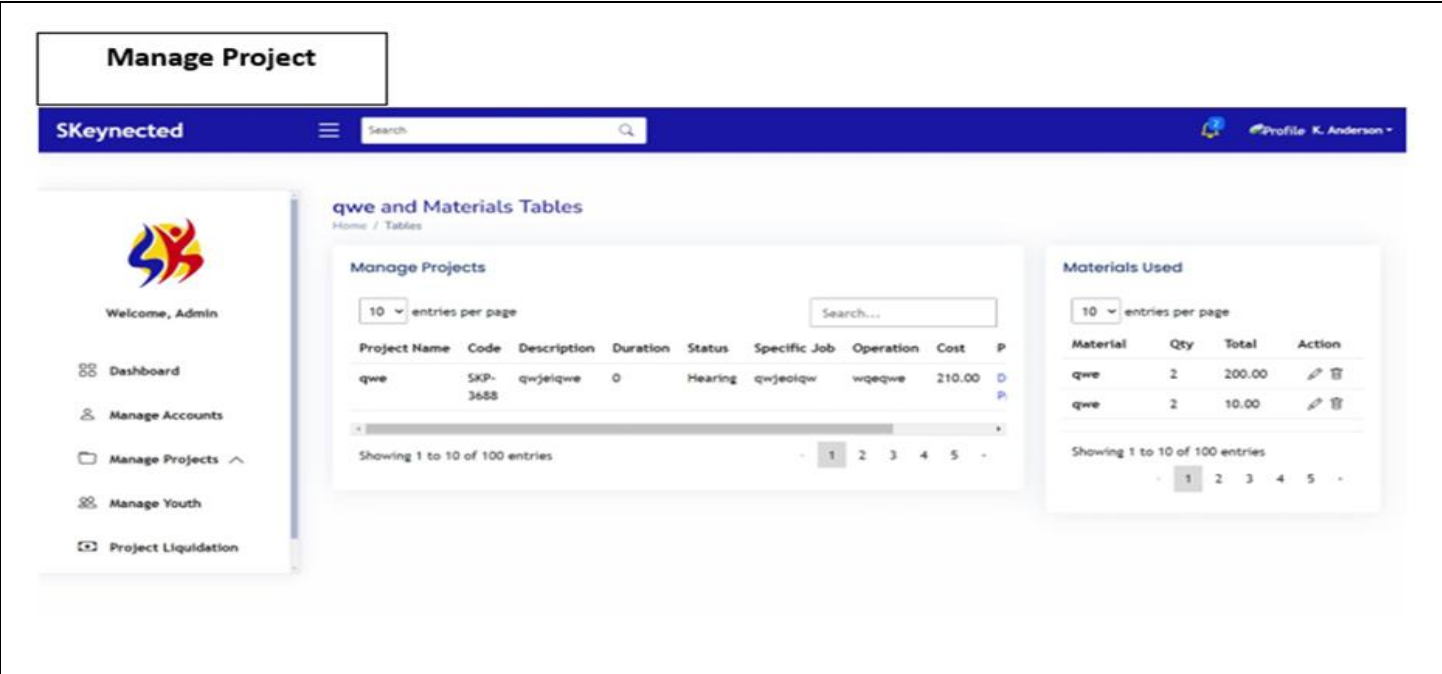 Manage Project
SKeynected
Search
2
Profile K. Anderson
Welcome, Admin
Dashboard
Manage Accounts
Manage Projects
Manage Youth
Project Liquidation
qwe and Materials Tables
Home / Tables
Manage Projects
10 entries per page
Search...
Project Name Code Description Duration Status Specific Job Operation Cost P
qwe SKP-3688 qwjeiqwe 0 Hearing qwjeoiqw wqeqwe 210.00 D
P
Showing 1 to 10 of 100 entries
1 2 3 4 5
Materials Used
10 entries per page
Material Qty Total Action
qwe 2 200.00
qwe 2 10.00
Showing 1 to 10 of 100 entries
1 2 3 4 5